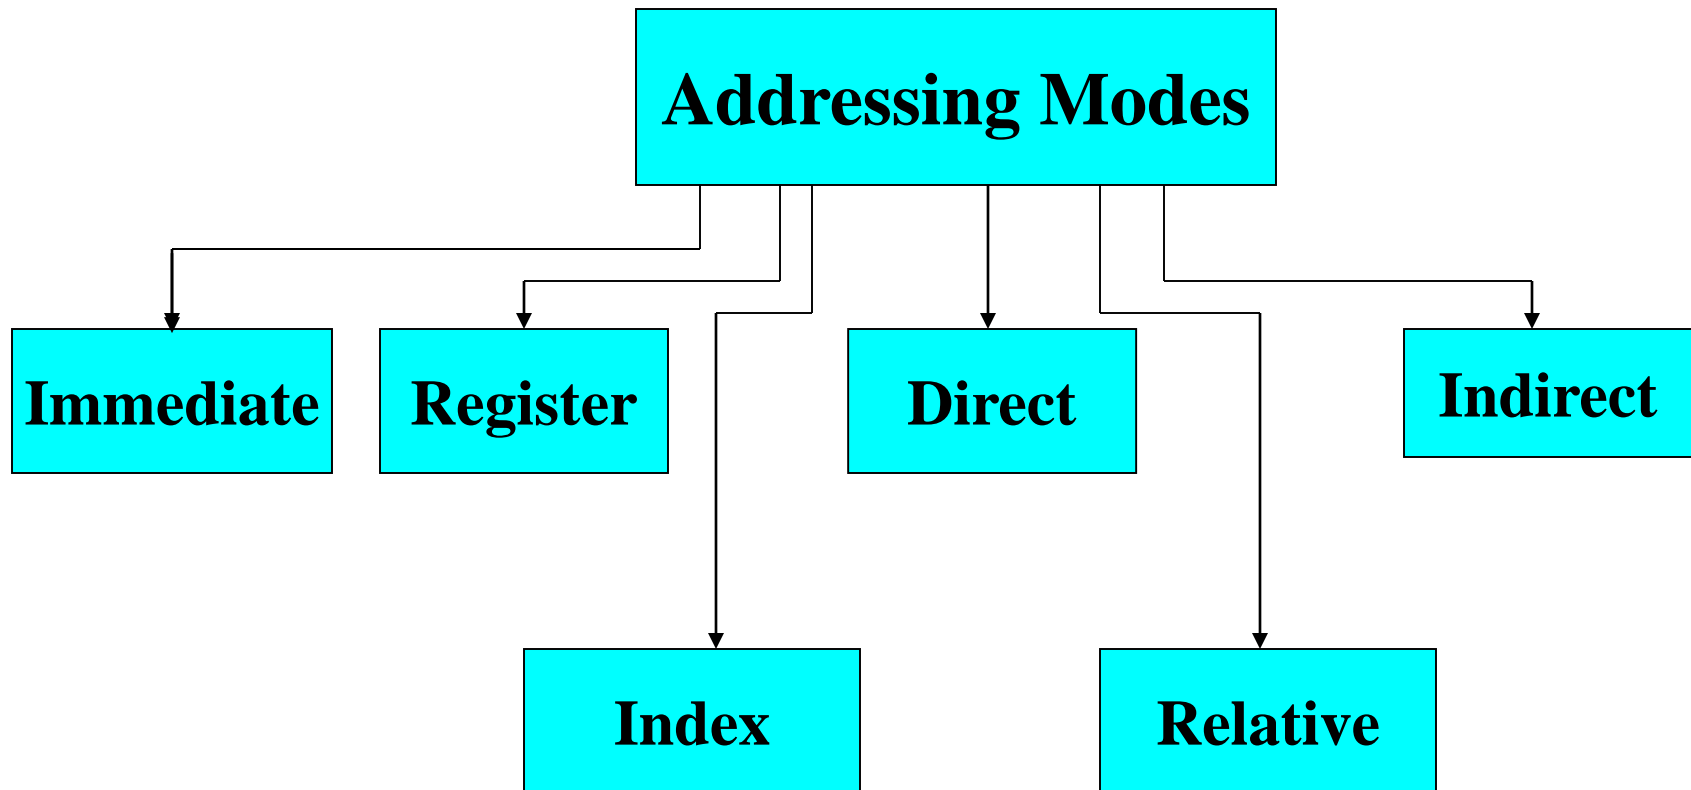 Addressing Modes
Immediate
Register
Direct
Indirect
Index
Relative